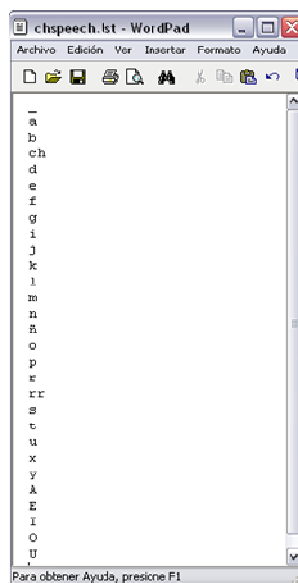 chspeech.lst - WordPad
Archivo Edición Ver Insertar Formato Ayuda
_
a
b
ch
d
e
f
g
i
j
k
l
m
n
ñ
o
p
r
rr
s
t
u
x
y
A
E
I
O
U
Para obtener Ayuda, presione F1